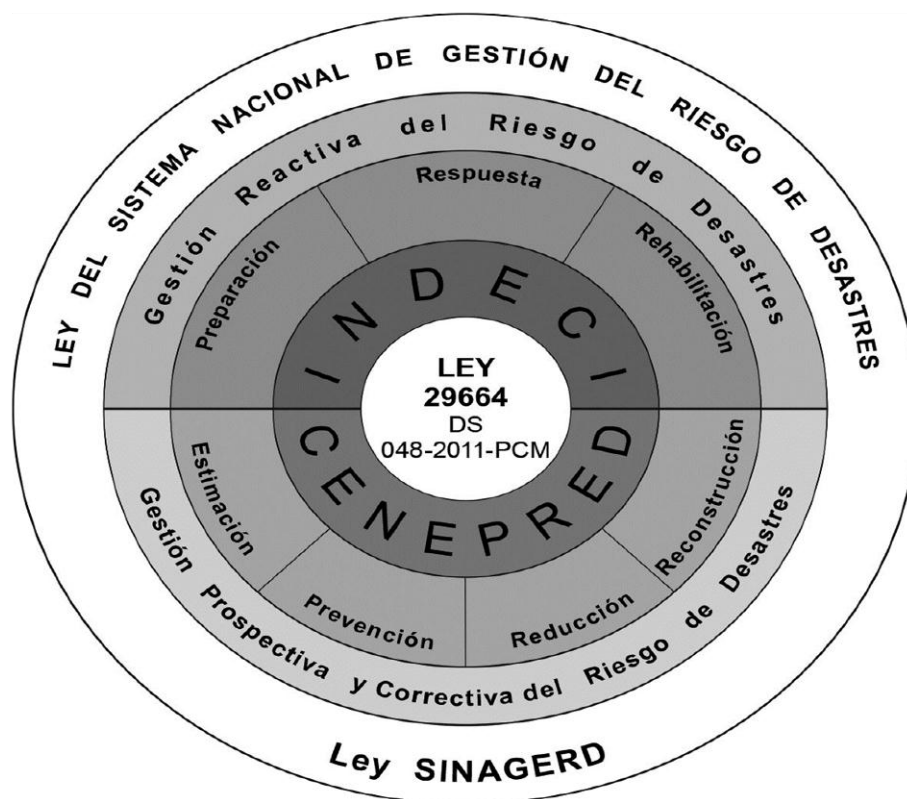 LEY DEL SISTEMA NACIONAL DE GESTIÓN DEL RIESGO DE DESASTRES
Gestión Reactiva del Riesgo de Desastres
Preparación
Respuesta
Rehabilitación
INDECI
LEY
29664
DS
048-2011-PCM
CENEPRED
Estimación
Prevención
Reducción
Reconstrucción
Gestión Prospectiva y Correctiva del Riesgo de Desastres
Ley SINAGERD